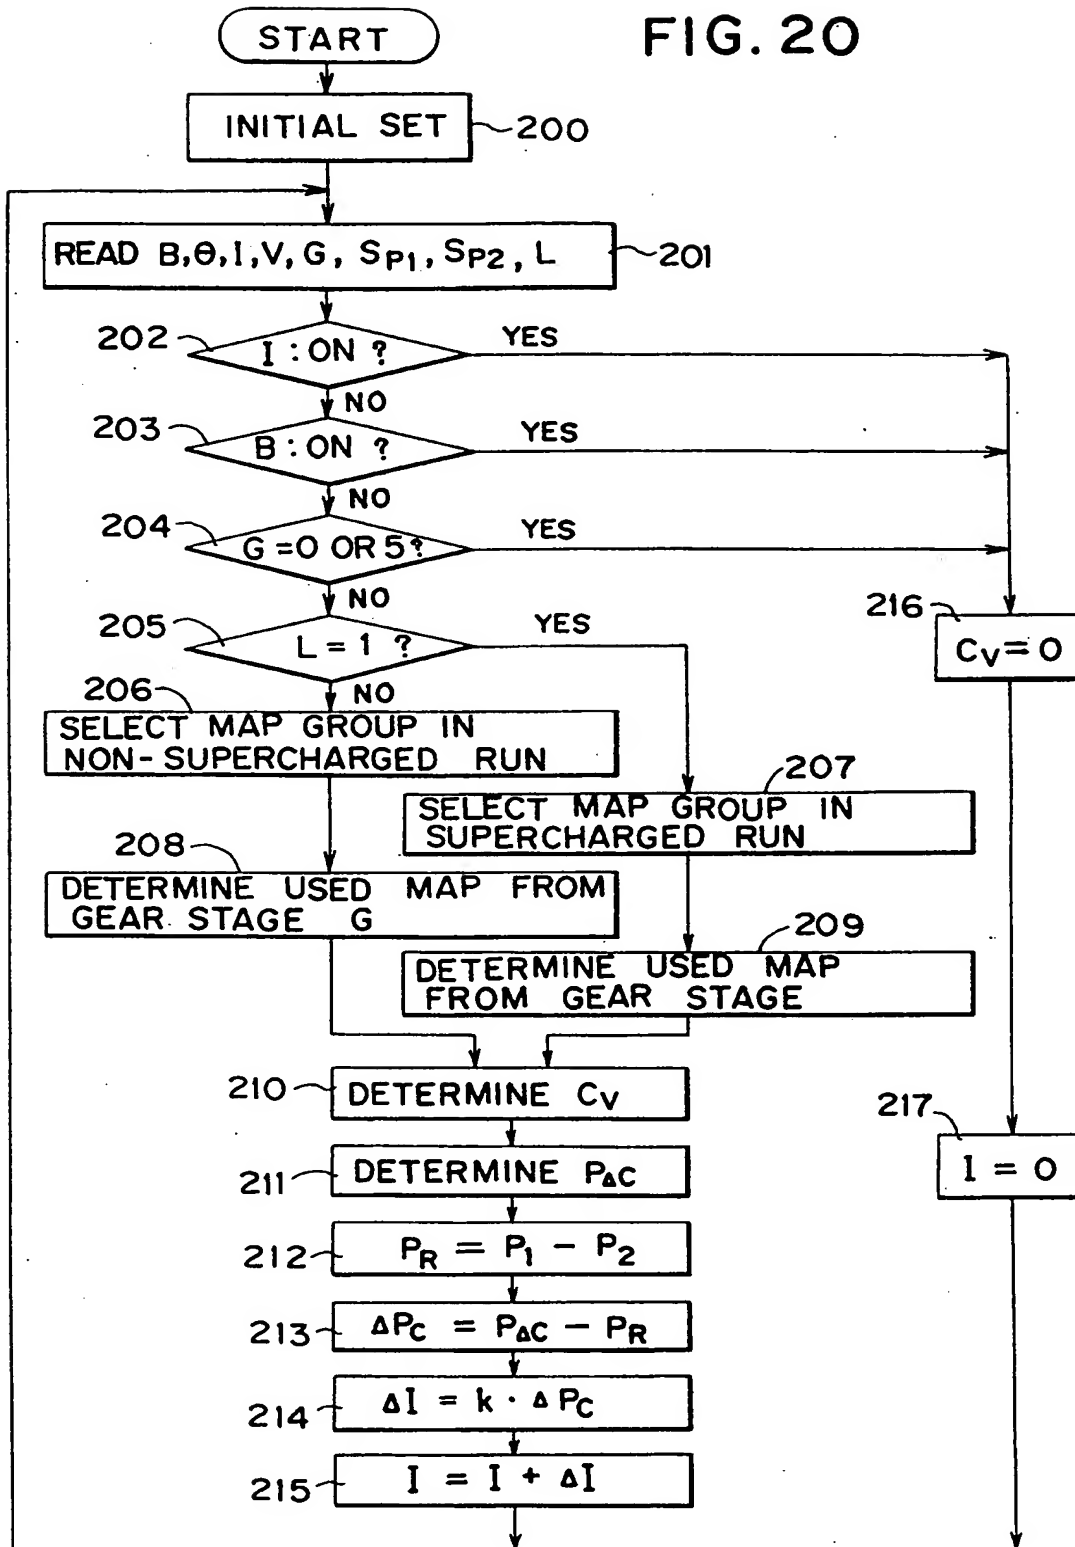 START
FIG. 20
INITIAL SET
200
READ B,θ,I,V,G, SP1, SP2, L
201
202
I : ON ?
YES
NO
203
B : ON ?
YES
NO
204
G = 0 OR 5 ?
YES
NO
205
L = 1 ?
YES
NO
216
CV = 0
206
SELECT MAP GROUP IN
NON-SUPERCHARGED RUN
207
SELECT MAP GROUP IN
SUPERCHARGED RUN
208
DETERMINE USED MAP FROM
GEAR STAGE G
209
DETERMINE USED MAP
FROM GEAR STAGE
210
DETERMINE CV
217
I = 0
211
DETERMINE PΔC
212
PR = P1 - P2
213
ΔPC = PΔC - PR
214
ΔI = k · ΔPC
215
I = I + ΔI